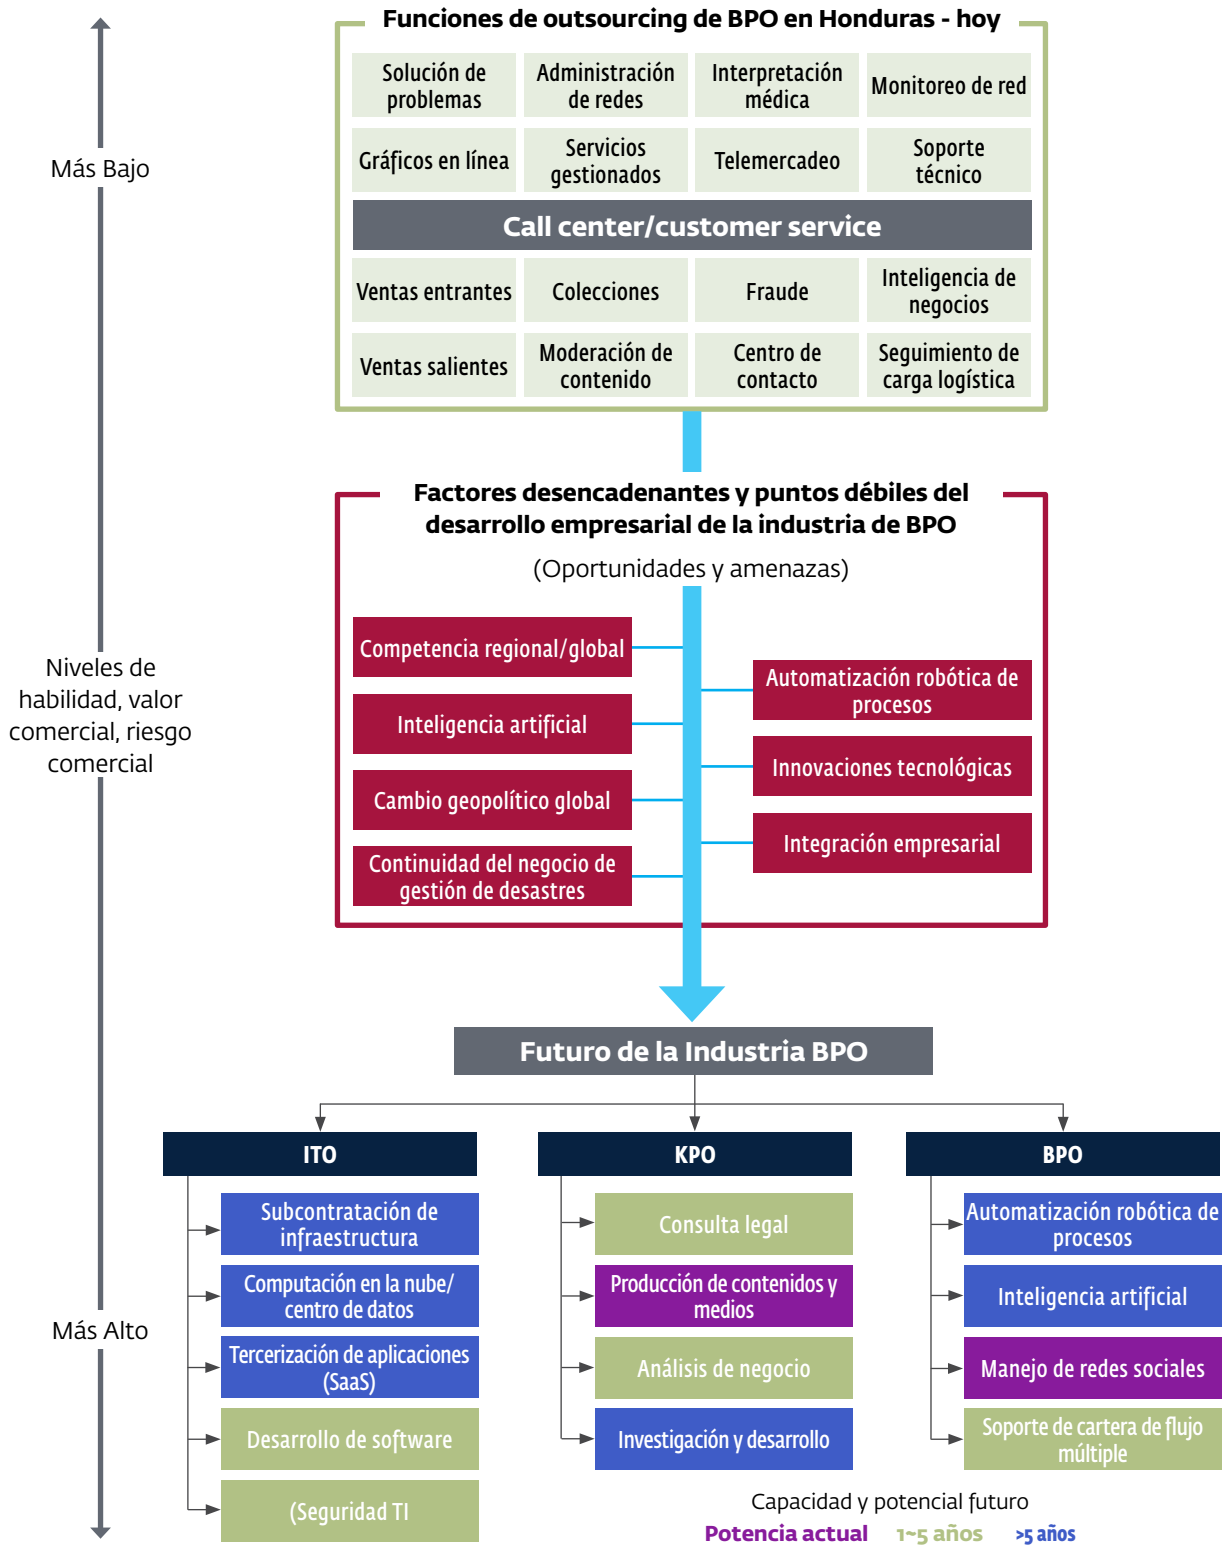 Funciones de outsourcing de BPO en Honduras - hoy
Solución de
problemas
Administración
de redes
Interpretación
médica
Monitoreo de red
Gráficos en línea
Servicios
gestionados
Telemercadeo
Soporte
técnico
Call center/customer service
Ventas entrantes
Colecciones
Fraude
Inteligencia de
negocios
Ventas salientes
Moderación de
contenido
Centro de
contacto
Seguimiento de
carga logística
Más Bajo
Niveles de
habilidad, valor
comercial, riesgo
comercial
Más Alto
Factores desencadenantes y puntos débiles del
desarrollo empresarial de la industria de BPO
(Oportunidades y amenazas)
Competencia regional/global
Automatización robótica de
procesos
Inteligencia artificial
Innovaciones tecnológicas
Cambio geopolítico global
Integración empresarial
Continuidad del negocio de
gestión de desastres
Futuro de la Industria BPO
ITO
Subcontratación de
infraestructura
Computación en la nube/
centro de datos
Tercerización de aplicaciones
(SaaS)
Desarrollo de software
(Seguridad TI
KPO
Consulta legal
Producción de contenidos y
medios
Análisis de negocio
Investigación y desarrollo
BPO
Automatización robótica de
procesos
Inteligencia artificial
Manejo de redes sociales
Soporte de cartera de flujo
múltiple
Capacidad y potencial futuro
Potencia actual 1~5 años >5 años